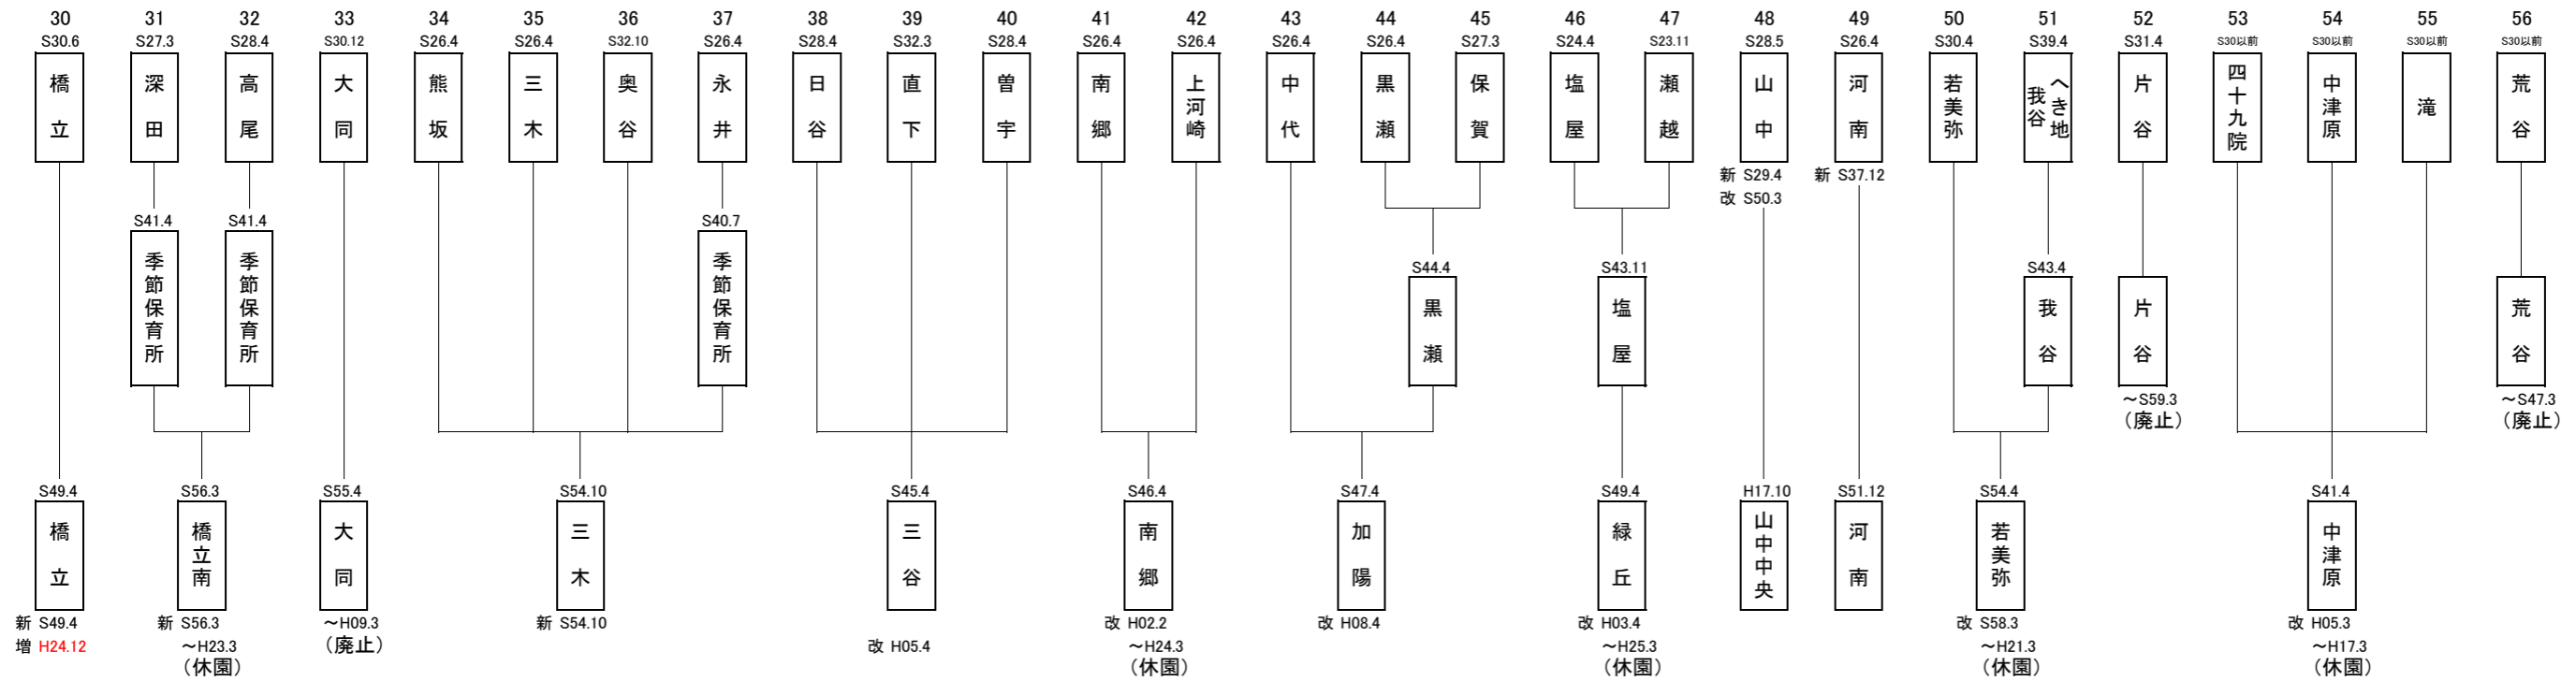 30 31 32 33 34 35 36 37 38 39 40 41 42 43 44 45 46 47 48 49 50 51 52 53 54 55 56
S30.6 S27.3 S28.4 S30.12 S26.4 S26.4 S32.10 S26.4 S28.4 S32.3 S28.4 S26.4 S26.4 S26.4 S26.4 S27.3 S24.4 S23.11 S28.5 S26.4 S30.4 S39.4 S31.4 S30以前 S30以前 S30以前 S30以前
橋立 深田 高尾 大同 熊坂 三木 奥谷 永井 日谷 直下 曽宇 南郷 上河崎 中代 黒瀬 保賀 塩屋 瀬越 山中 河南 若美弥 へき地我谷 片谷 四十九院 中津原 滝 荒谷
新 S29.4 新 S37.12
改 S50.3
S41.4 S41.4 S40.7
季節保育所 季節保育所 季節保育所
S44.4 S43.11 S43.4
黒瀬 塩屋 我谷 片谷 荒谷
～S59.3 ～S47.3
（廃止） （廃止）
S49.4 S56.3 S55.4 S54.10 S45.4 S46.4 S47.4 S49.4 H17.10 S51.12 S54.4 S41.4
橋立 橋立南 大同 三木 三谷 南郷 加陽 緑丘 山中中央 河南 若美弥 中津原
新 S49.4 新 S56.3 ～H09.3 新 S54.10 改 H02.2 改 H08.4 改 H03.4 改 S58.3 改 H05.3
増 H24.12 ～H23.3 （廃止） 改 H05.4 ～H24.3 ～H25.3 ～H21.3 ～H17.3
（休園） （休園） （休園） （休園） （休園）